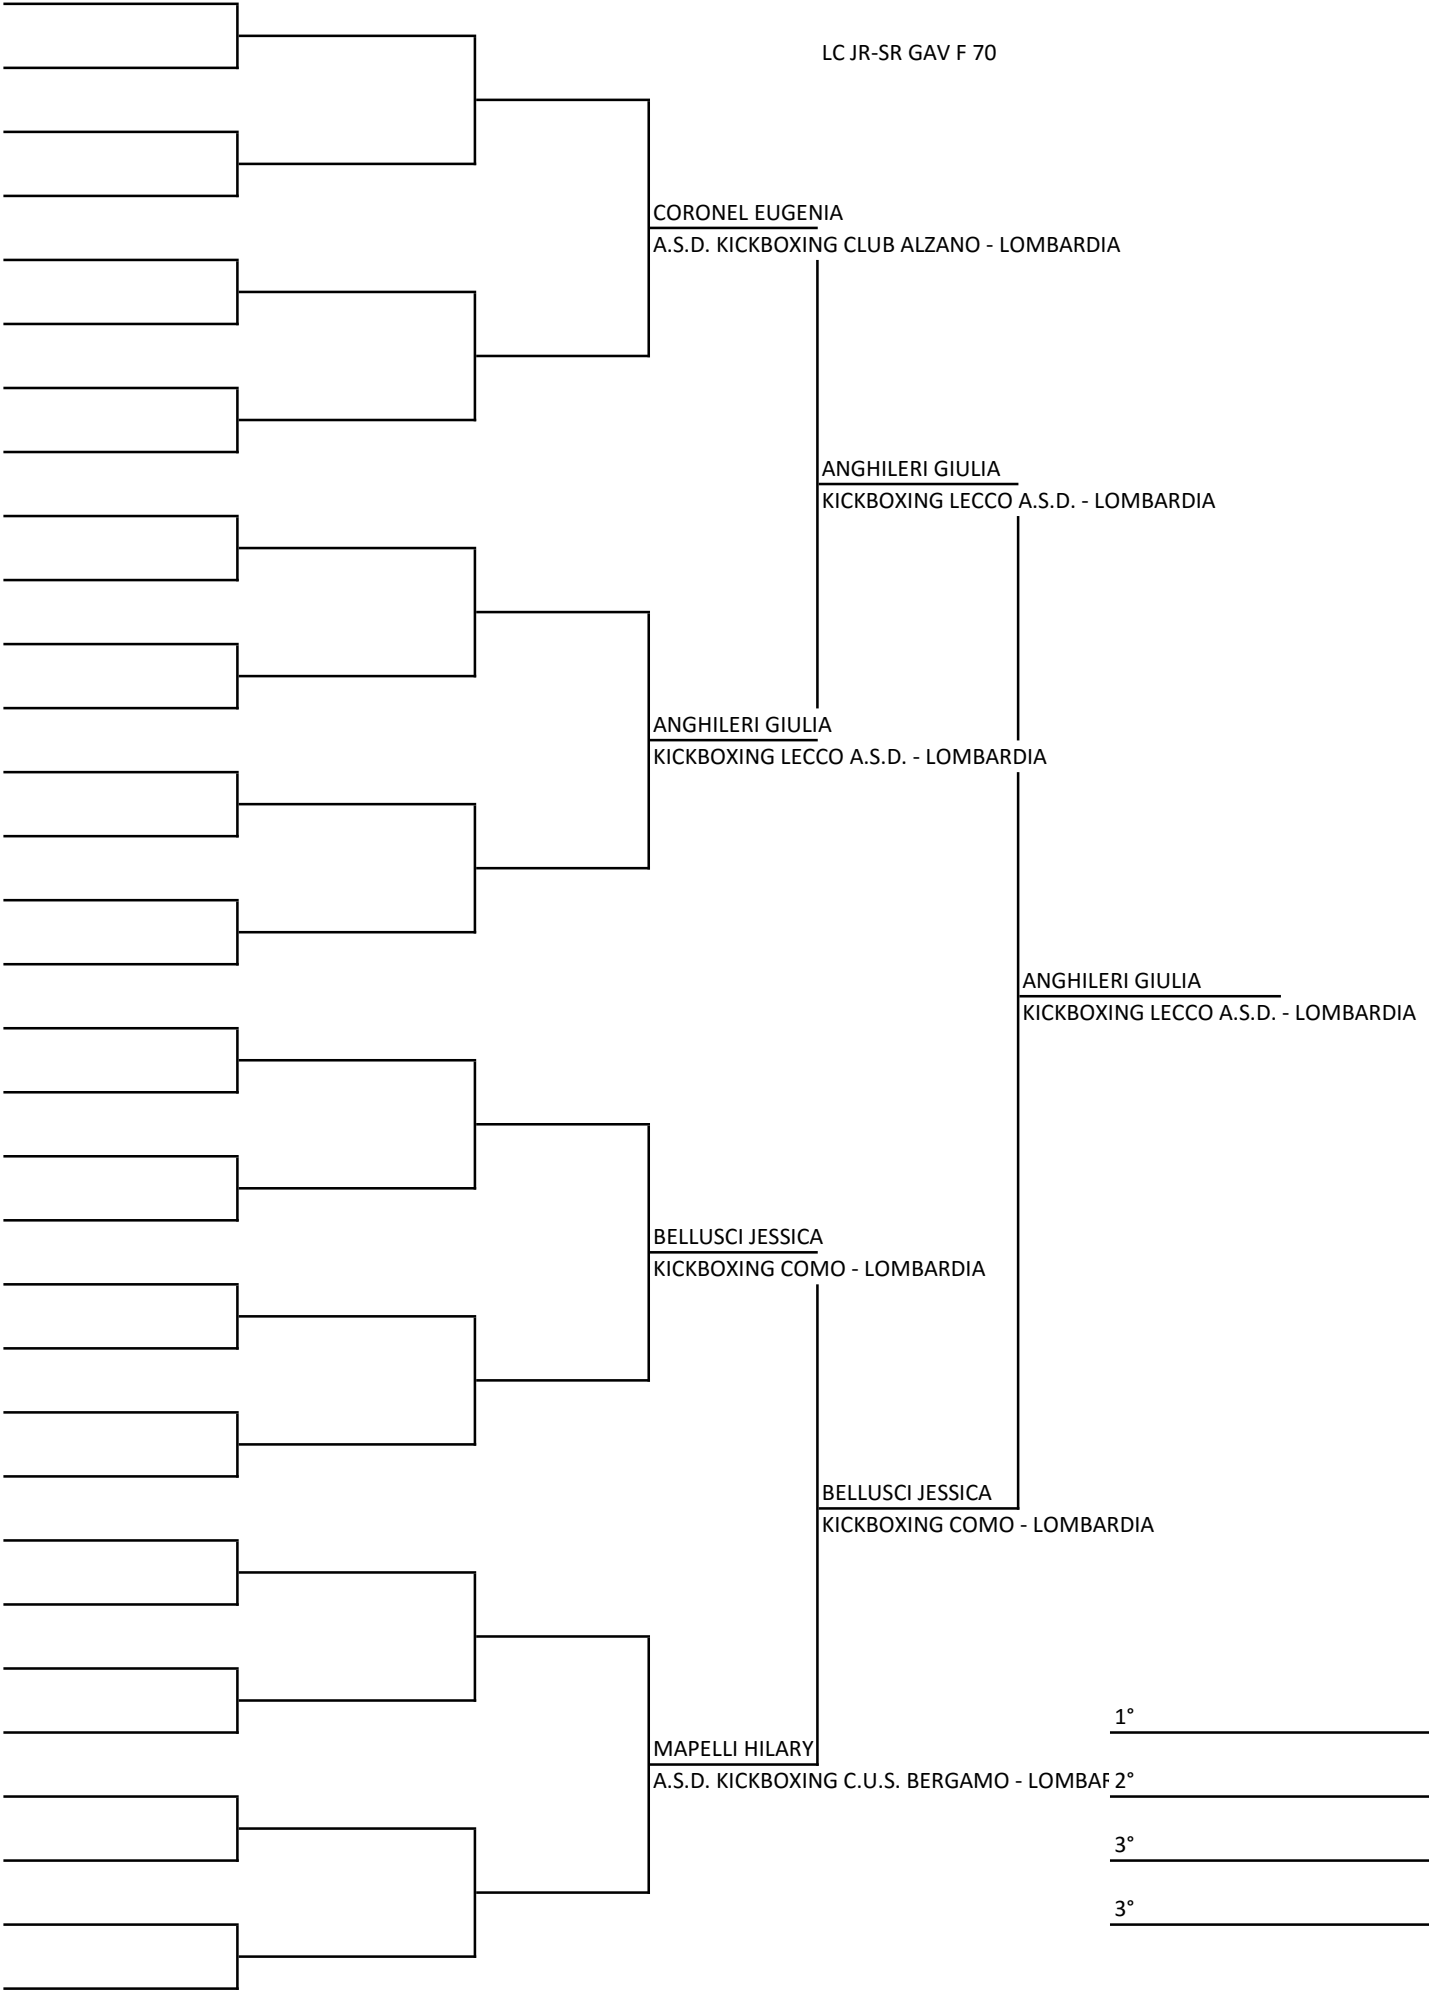 LC JR-SR GAV F 70
CORONEL EUGENIA
A.S.D. KICKBOXING CLUB ALZANO - LOMBARDIA
ANGHILERI GIULIA
KICKBOXING LECCO A.S.D. - LOMBARDIA
ANGHILERI GIULIA
KICKBOXING LECCO A.S.D. - LOMBARDIA
ANGHILERI GIULIA
KICKBOXING LECCO A.S.D. - LOMBARDIA
BELLUSCI JESSICA
KICKBOXING COMO - LOMBARDIA
BELLUSCI JESSICA
KICKBOXING COMO - LOMBARDIA
1°
MAPELLI HILARY
A.S.D. KICKBOXING C.U.S. BERGAMO - LOMBAR
2°
3°
3°